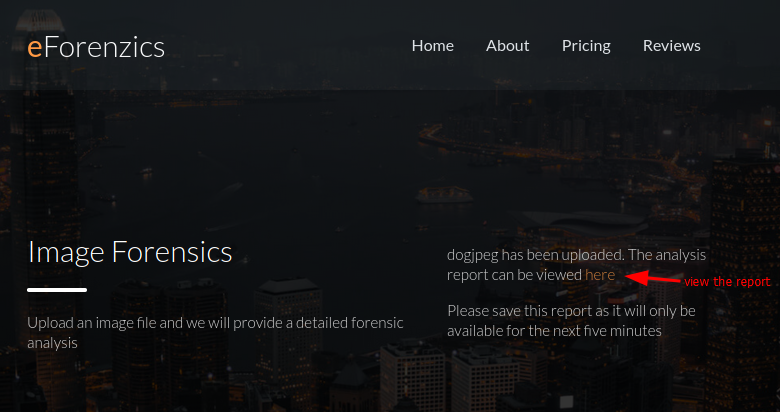 eForenzics
Home About Pricing Reviews
Image Forensics
Upload an image file and we will provide a detailed forensic
analysis
dogjpeg has been uploaded. The analysis
report can be viewed here
view the report.
Please save this report as it will only be
available for the next five minutes